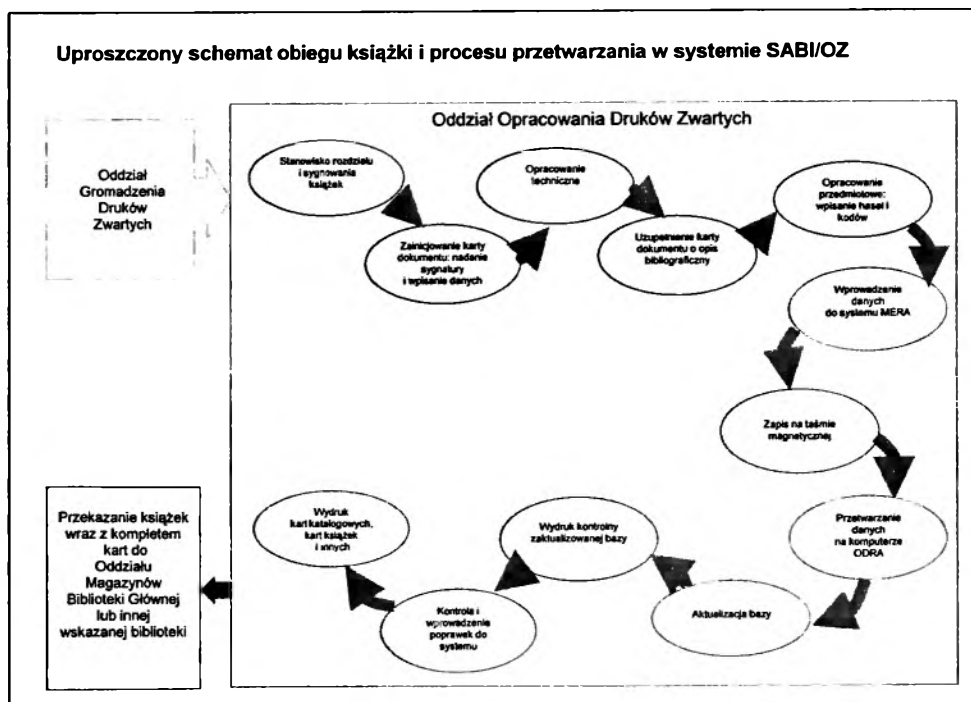 Uproszczony schemat obiegu książki i procesu przetwarzania w systemie SABI/OZ
Oddział
Gromadzenia
Druków
Zwartych
Oddział Opracowania Druków Zwartych
Stanowisko rozdziału
i sygnowania
książek
Zainicjowanie karty
dokumentu: nadanie
sygnatury
i wpisanie danych
Opracowanie
techniczne
Uzupełnienie karty
dokumentu o opis
bibliograficzny
Opracowanie
przedmiotowe:
wpisanie haseł i
kodów
Wprowadzenie
danych
do systemu MERA
Zapis na taśmie
magnetycznej
Przetwarzanie
danych
na komputerze
ODRA
Aktualizacja bazy
Wydruk kontrolny
zaktualizowanej bazy
Kontrola i
wprowadzenie
poprawek do
systemu
Wydruk
kart katalogowych,
kart książek
i innych
Przekazanie książek
wraz z kompletem
kart do
Oddziału
Magazynów
Biblioteki Głównej
lub innej
wskazanej biblioteki